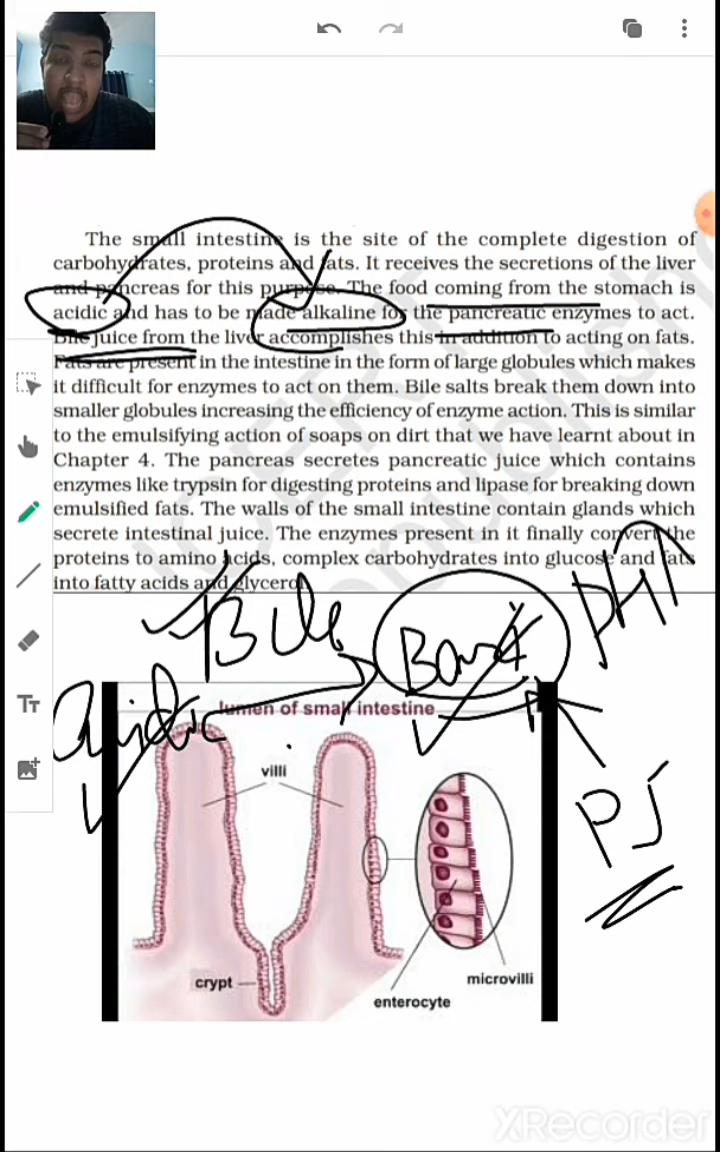 The small intestine is the site of the complete digestion of
carbohydrates, proteins and fats. It receives the secretions of the liver
and pancreas for this purpose. The food coming from the stomach is
acidic and has to be made alkaline for the pancreatic enzymes to act.
Bile juice from the liver accomplishes this in addition to acting on fats.
Fats are present in the intestine in the form of large globules which makes
it difficult for enzymes to act on them. Bile salts break them down into
smaller globules increasing the efficiency of enzyme action. This is similar
to the emulsifying action of soaps on dirt that we have learnt about in
Chapter 4. The pancreas secretes pancreatic juice which contains
enzymes like trypsin for digesting proteins and lipase for breaking down
emulsified fats. The walls of the small intestine contain glands which
secrete intestinal juice. The enzymes present in it finally convert the
proteins to amino acids, complex carbohydrates into glucose and fats
into fatty acids and glycerol.
Bile
pH↑
acidic
lumen of small intestine
villi
PJ
crypt
microvilli
enterocyte
Tт
XRecorder